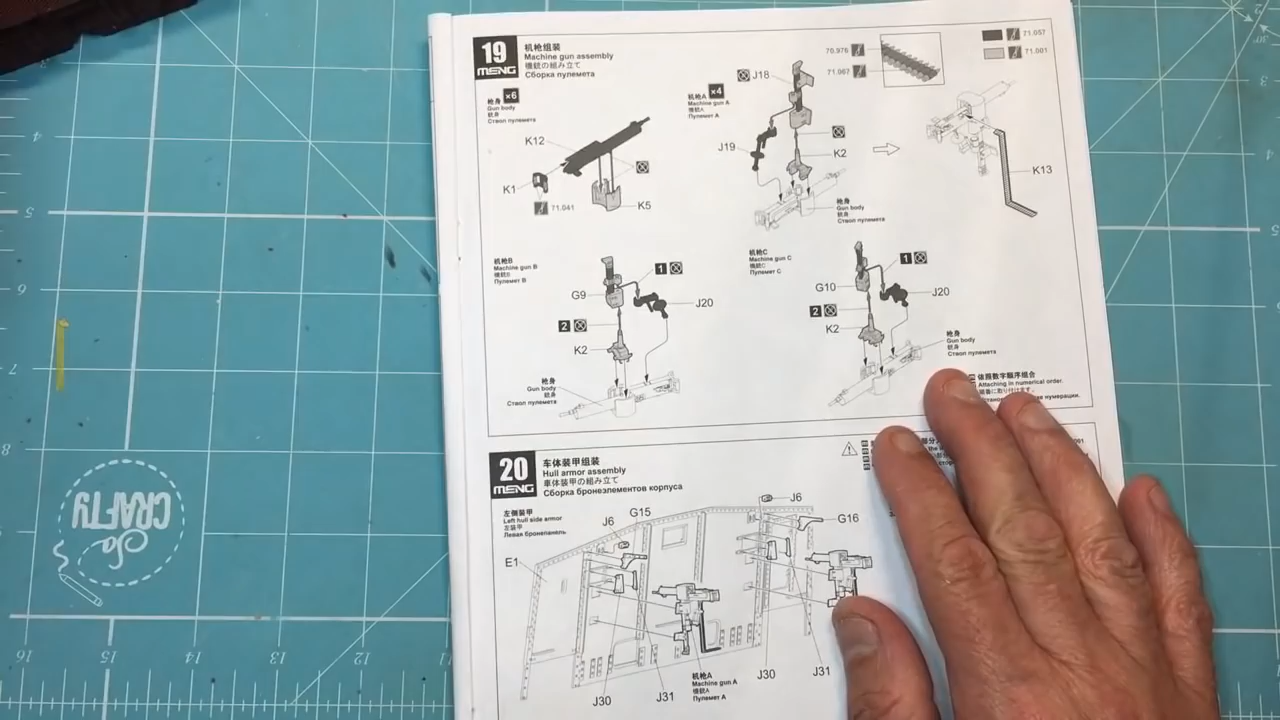 19
MENG
机枪组装
Machine gun assembly
機銃の組み立て
Сборка пулемета
枪身 ×6
Gun body
銃身
Ствол пулемета
K12
K1
71.041
K5
机枪A ×4
Machine gun A
機銃A
Пулемет A
J18
J19
K2
枪身
Gun body
銃身
Ствол пулемета
70.976
71.067
71.057
71.001
K13
机枪B
Machine gun B
機銃B
Пулемет B
G9
1
J20
2
K2
枪身
Gun body
銃身
Ствол пулемета
机枪C
Machine gun C
機銃C
Пулемет C
G10
1
J20
2
K2
枪身
Gun body
銃身
Ствол пулемета
依照数字顺序组合
Attaching in numerical order.
20
MENG
车体装甲组装
Hull armor assembly
車体装甲の組み立て
Сборка бронеэлементов корпуса
左侧装甲
Left hull side armor
左装甲
Левая бронепанель
E1
J6
G15
J6
G16
J30
J31
机枪A
Machine gun A
機銃A
Пулемет A
J30
J31
So
CRAFTY
4
5
6
7
8
16
15
14
13
12
11